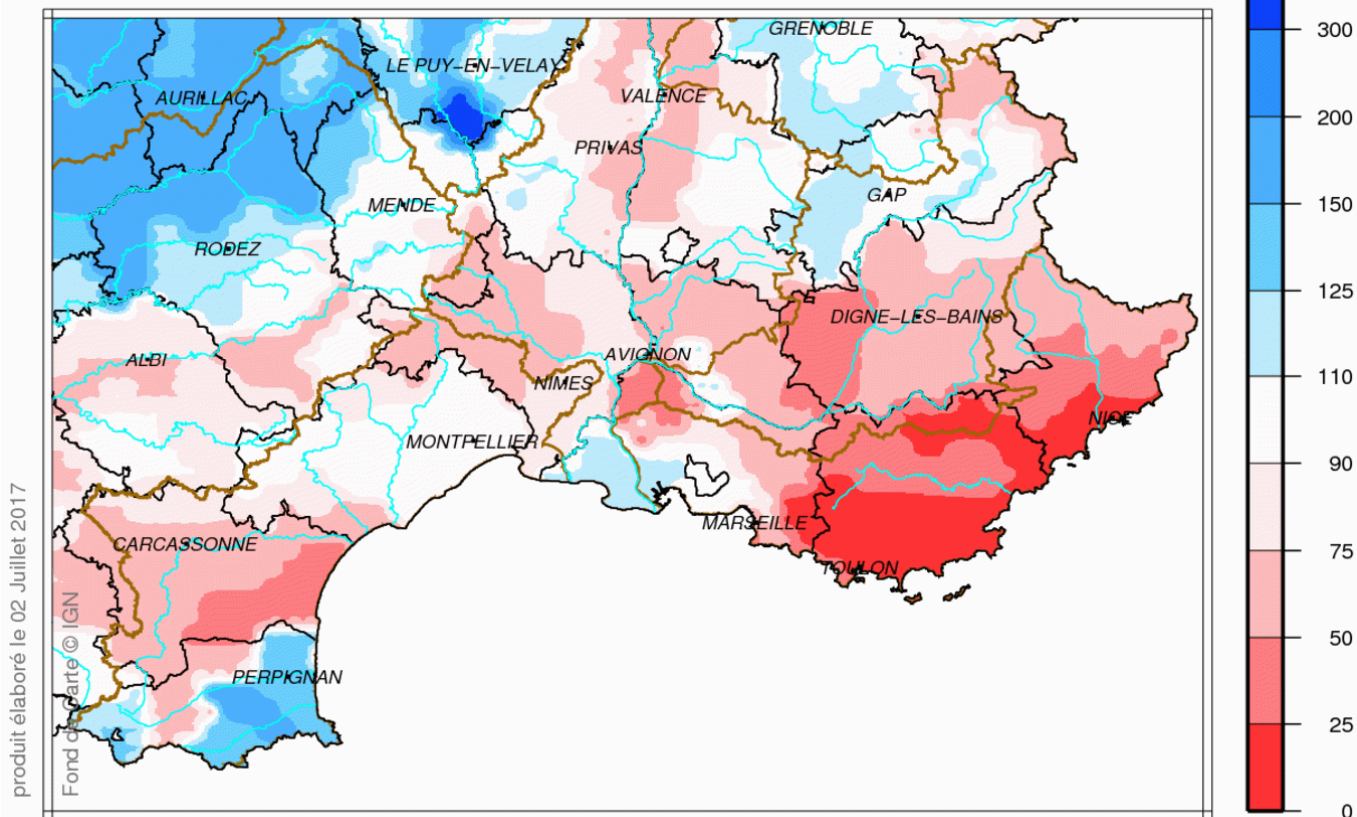 GRENOBLE
LE PUY-EN-VELAY
AURILLAC
VALENCE
PRIVAS
GAP
MENDE
RODEZ
DIGNE-LES-BAINS
ALBI
AVIGNON
NIMES
NICE
MONTPELLIER
MARSEILLE
CARCASSONNE
TOULON
PERPIGNAN
300
200
150
125
110
90
75
50
25
0
produit élaboré le 02 Juillet 2017
Fond de Carte © IGN